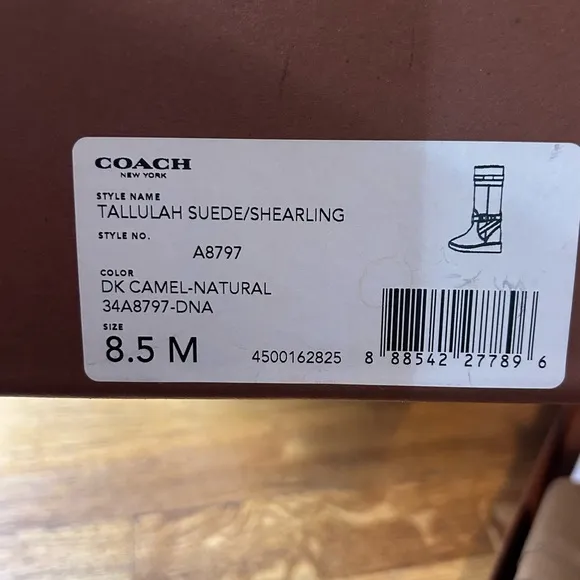 COACH
NEW YORK
STYLE NAME
TALLULAH SUEDE/SHEARLING
STYLE NO.
A8797
COLOR
DK CAMEL-NATURAL
34A8797-DNA
SIZE
8.5 M
4500162825
8 88542 27789 6